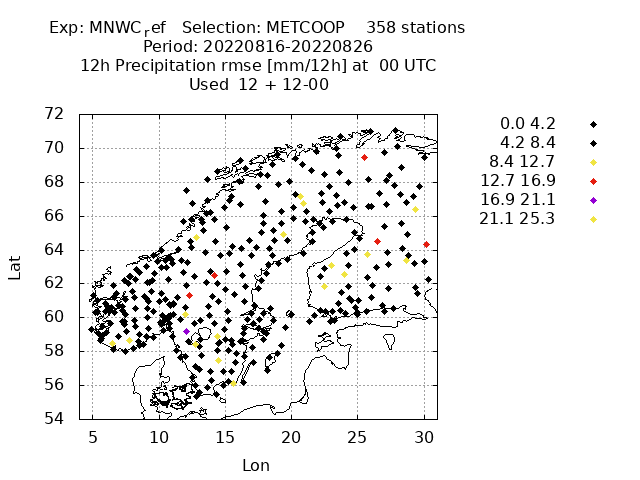 Exp: MNWC_ref   Selection: METCOOP    358 stations
Period: 20220816-20220826
12h Precipitation rmse [mm/12h] at  00 UTC
Used  12 + 12-00
0.0 4.2
4.2 8.4
8.4 12.7
12.7 16.9
16.9 21.1
21.1 25.3
72
70
68
66
64
62
60
58
56
54
Lat
5 10 15 20 25 30
Lon